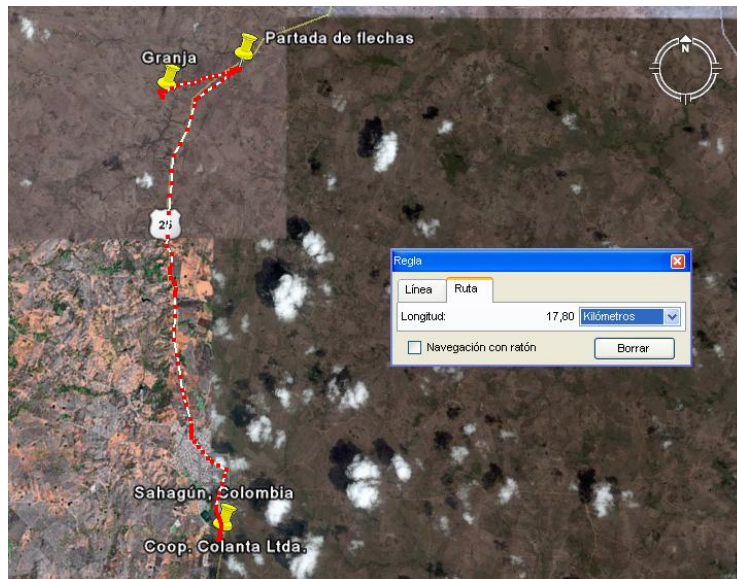 Partada de flechas
Granja
N
25
Regla
Línea
Ruta
Longitud:
17,80
Kilómetros
Navegación con ratón
Borrar
Sahagún, Colombia
Coop. Colanta Ltda.